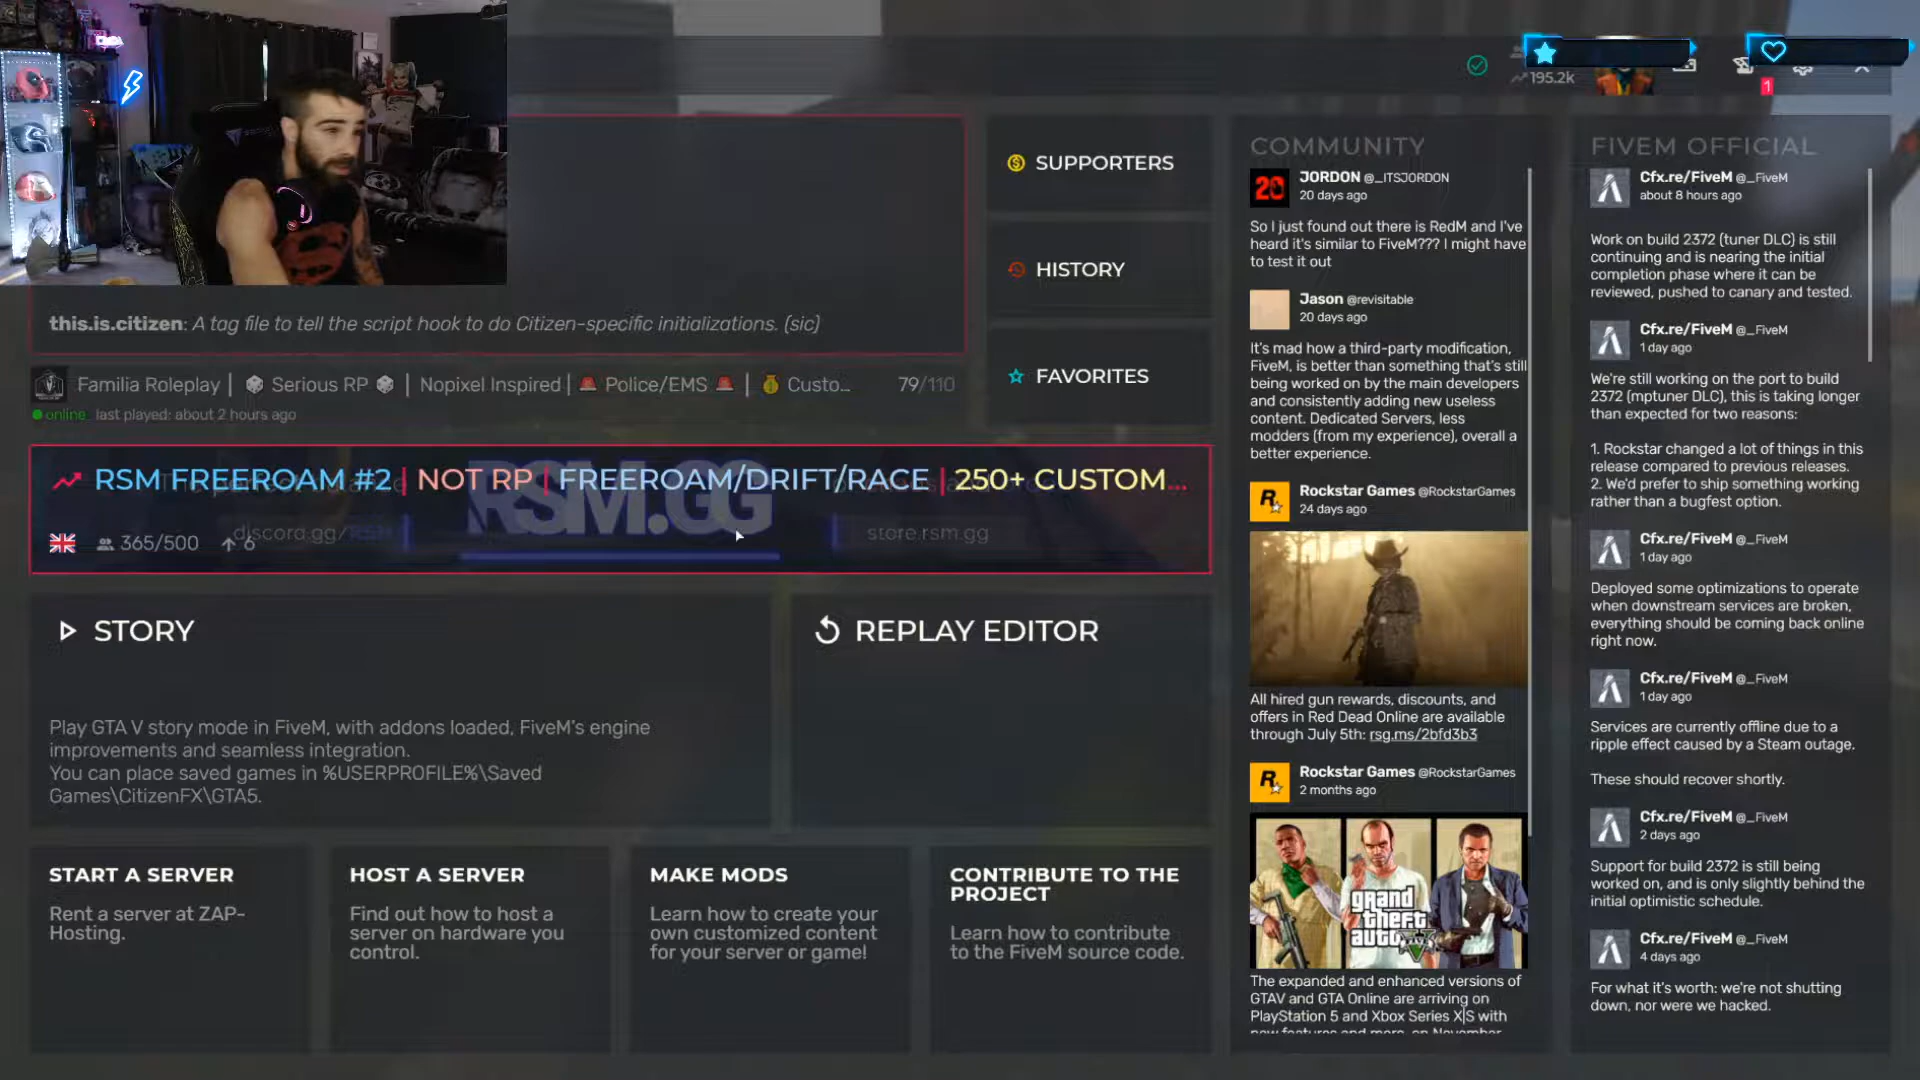 195.2k
1
this.is.citizen: A tag file to tell the script hook to do Citizen-specific initializations. (sic)
Familia Roleplay | Serious RP | Nopixel Inspired | Police/EMS | Custo... 79/110
online last played: about 2 hours ago
RSM FREEROAM #2 | NOT RP | FREEROAM/DRIFT/RACE | 250+ CUSTOM...
RSM.GG
discord.gg/RSM
store.rsm.gg
365/500 6
STORY
Play GTA V story mode in FiveM, with addons loaded, FiveM's engine
improvements and seamless integration.
You can place saved games in %USERPROFILE%\Saved
Games\CitizenFX\GTA5.
REPLAY EDITOR
START A SERVER
Rent a server at ZAP-
Hosting.
HOST A SERVER
Find out how to host a
server on hardware you
control.
MAKE MODS
Learn how to create your
own customized content
for your server or game!
CONTRIBUTE TO THE
PROJECT
Learn how to contribute
to the FiveM source code.
SUPPORTERS
HISTORY
FAVORITES
COMMUNITY
20
JORDON @_ITSJORDON
20 days ago
So I just found out there is RedM and I've
heard it's similar to FiveM??? I might have
to test it out
Jason @revisitable
20 days ago
It's mad how a third-party modification,
FiveM, is better than something that's still
being worked on by the main developers
and consistently adding new useless
content. Dedicated Servers, less
modders (from my experience), overall a
better experience.
Rockstar Games @RockstarGames
24 days ago
All hired gun rewards, discounts, and
offers in Red Dead Online are available
through July 5th: rsg.ms/2bfd3b3
Rockstar Games @RockstarGames
2 months ago
grand
theft
auto V
The expanded and enhanced versions of
GTAV and GTA Online are arriving on
PlayStation 5 and Xbox Series X|S with
new features and more, on November
FIVEM OFFICIAL
Cfx.re/FiveM @_FiveM
about 8 hours ago
Work on build 2372 (tuner DLC) is still
continuing and is nearing the initial
completion phase where it can be
reviewed, pushed to canary and tested.
Cfx.re/FiveM @_FiveM
1 day ago
We're still working on the port to build
2372 (mptuner DLC), this is taking longer
than expected for two reasons:
1. Rockstar changed a lot of things in this
release compared to previous releases.
2. We'd prefer to ship something working
rather than a bugfest option.
Cfx.re/FiveM @_FiveM
1 day ago
Deployed some optimizations to operate
when downstream services are broken,
everything should be coming back online
right now.
Cfx.re/FiveM @_FiveM
1 day ago
Services are currently offline due to a
ripple effect caused by a Steam outage.
These should recover shortly.
Cfx.re/FiveM @_FiveM
2 days ago
Support for build 2372 is still being
worked on, and is only slightly behind the
initial optimistic schedule.
Cfx.re/FiveM @_FiveM
4 days ago
For what it's worth: we're not shutting
down, nor were we hacked.